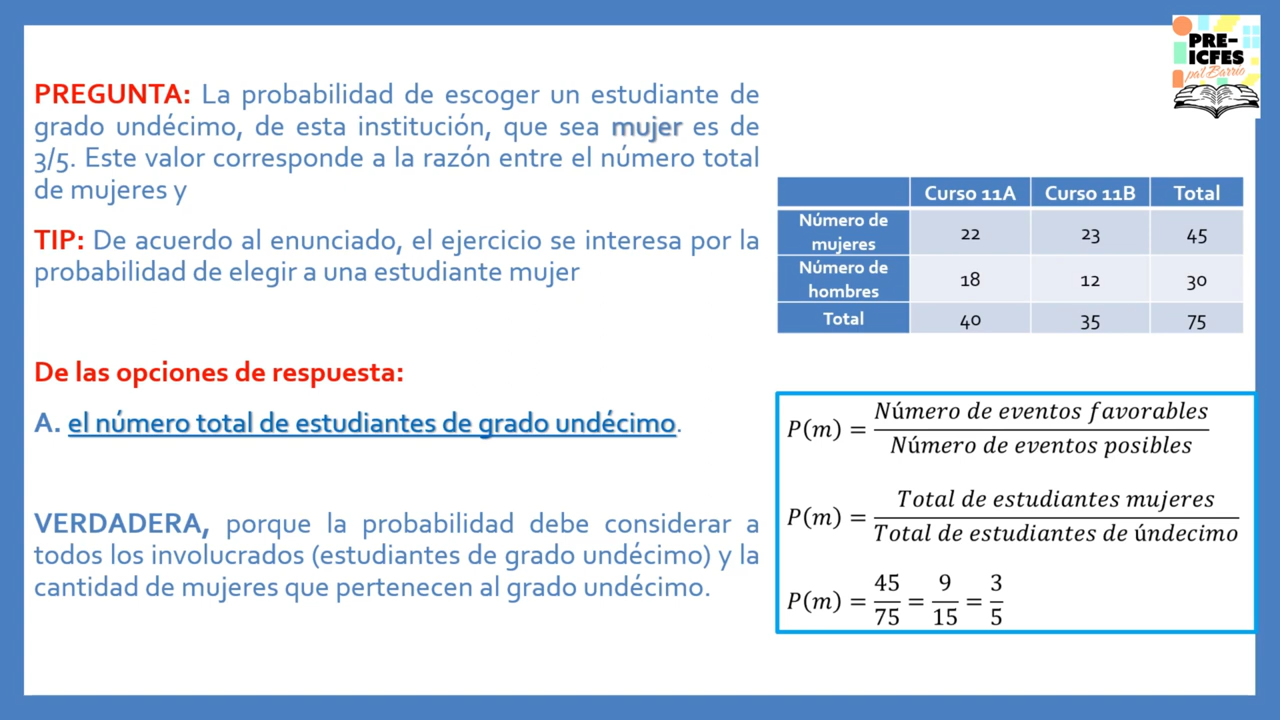 PRE-
ICFES
pa'l Barrio
PREGUNTA: La probabilidad de escoger un estudiante de
grado undécimo, de esta institución, que sea mujer es de
3/5. Este valor corresponde a la razón entre el número total
de mujeres y
TIP: De acuerdo al enunciado, el ejercicio se interesa por la
probabilidad de elegir a una estudiante mujer
De las opciones de respuesta:
A. el número total de estudiantes de grado undécimo.
VERDADERA, porque la probabilidad debe considerar a
todos los involucrados (estudiantes de grado undécimo) y la
cantidad de mujeres que pertenecen al grado undécimo.
Curso 11A Curso 11B Total
Número de
mujeres 22 23 45
Número de
hombres 18 12 30
Total 40 35 75
P(m) = Número de eventos favorables / Número de eventos posibles
P(m) = Total de estudiantes mujeres / Total de estudiantes de úndecimo
P(m) = 45/75 = 9/15 = 3/5